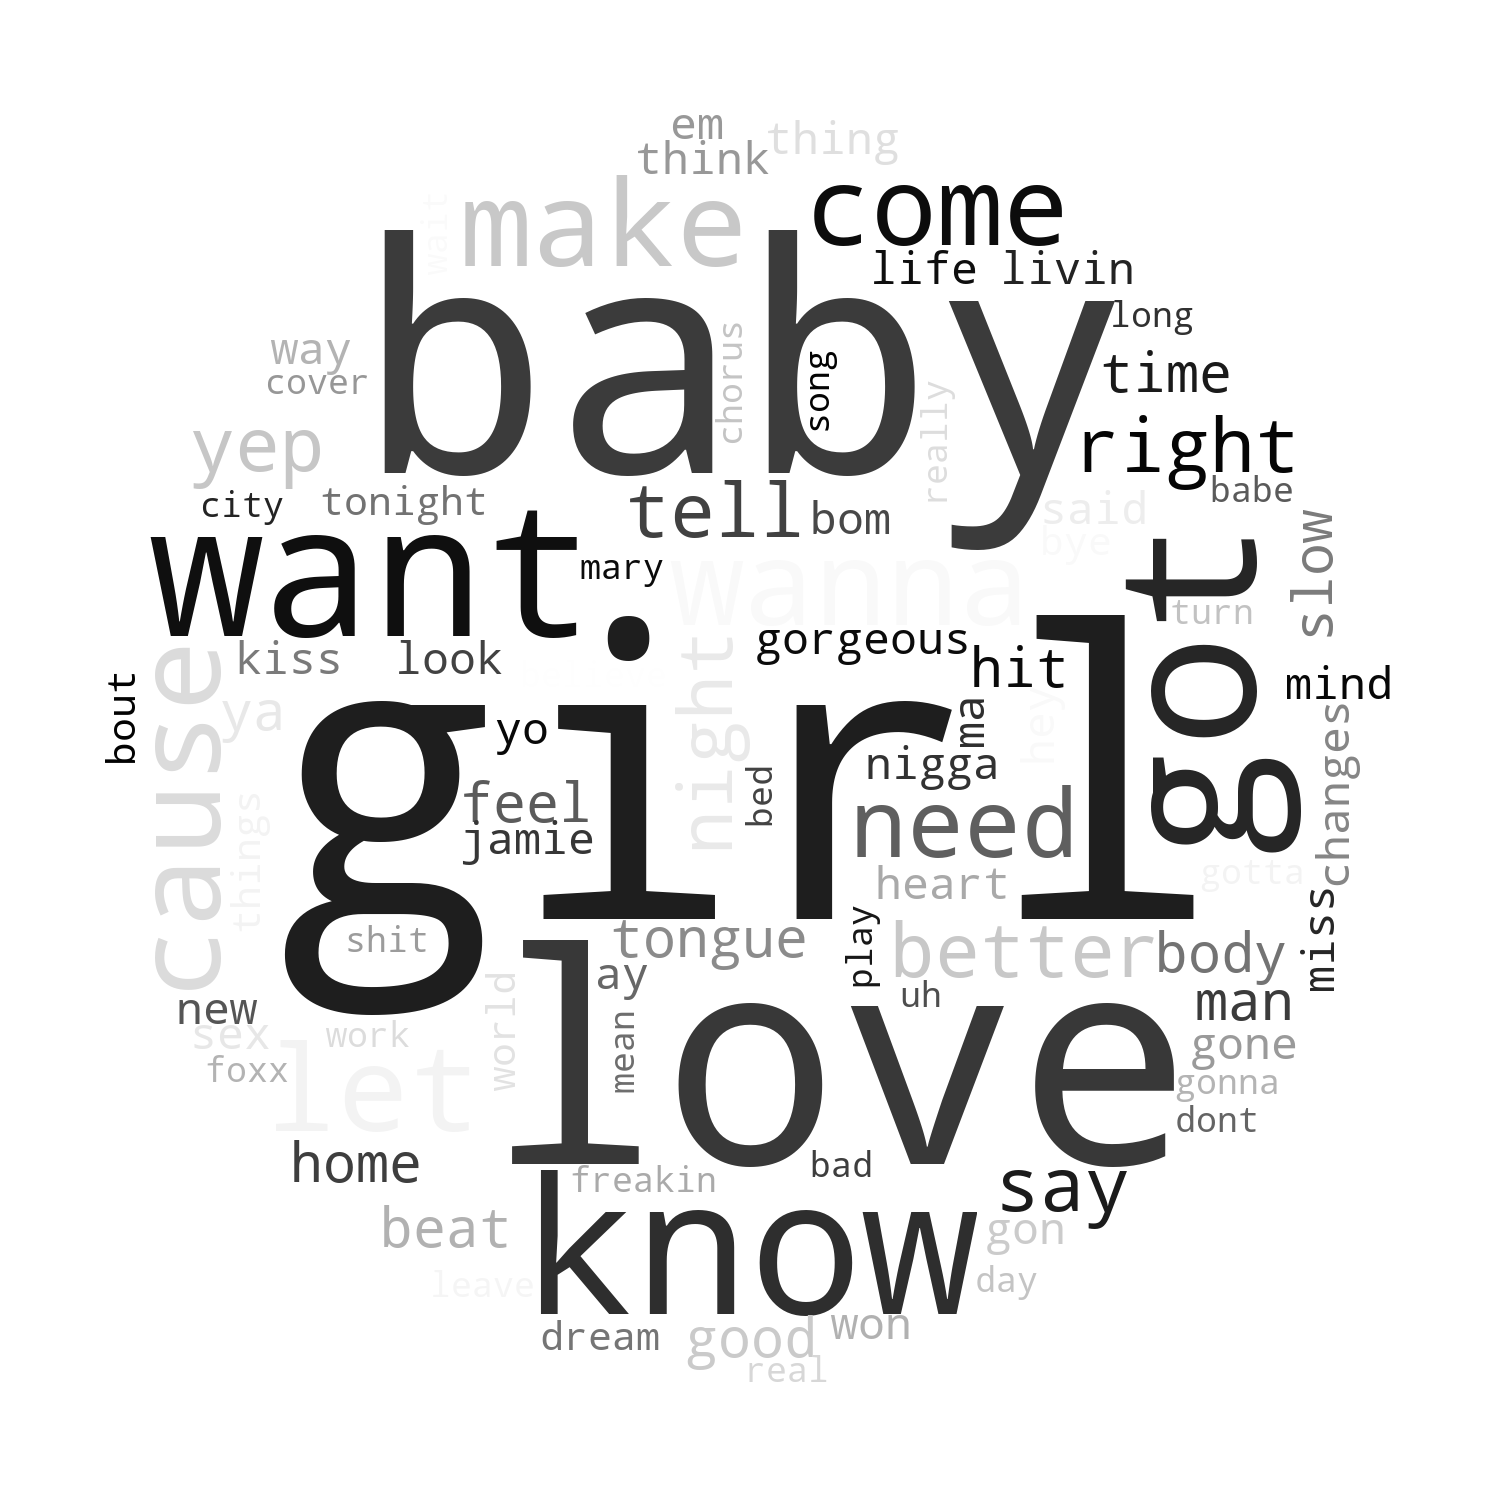 em
thing
think
make
come
wait
life
livin
baby
long
way
chorus
song
time
cover
really
yep
right
city
tonight
tell
bom
babe
said
slow
want
bye
mary
wanna
got
turn
kiss
look
gorgeous
hit
mind
bout
cause
ya
yo
night
girl
ma
hey
nigga
changes
feel
bed
need
jamie
things
heart
gotta
shit
tongue
play
better
body
miss
ay
new
world
love
uh
man
sex
work
mean
gone
foxx
let
gonna
dont
home
freakin
bad
say
beat
know
gon
leave
day
dream
good
won
real